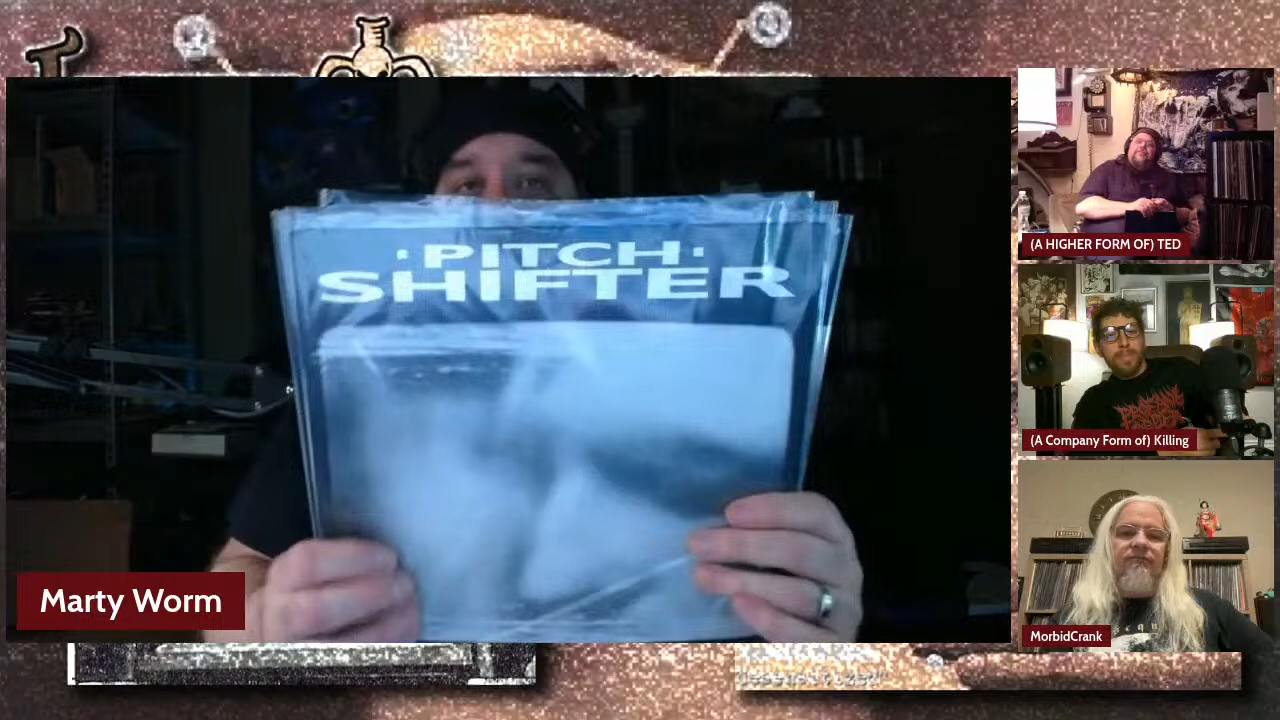 ·PITCH·
SHIFTER
Marty Worm
(A HIGHER FORM OF) TED
(A Company Form of) Killing
MorbidCrank